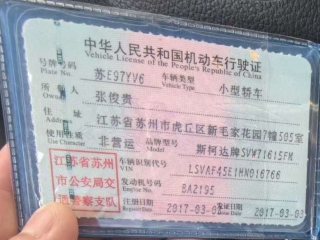 中华人民共和国机动车行驶证
Vehicle License of the People's Republic of China
号牌号码 苏E97YV6 车辆类型 小型轿车
Plate No. Vehicle Type
所有人 张俊贵
Owner
住址 江苏省苏州市虎丘区新毛家花园7幢505室
Address
使用性质 非营运 品牌型号 斯柯达牌SVW71615FM
Use Character Model
江苏省苏州 车辆识别代号 LSVAF45E1HN016766
VIN
市公安局交 发动机号码 BA2195
Engine No.
通警察支队 注册日期 2017-03-03 发证日期 2017-03-03
Register Date Issue Date